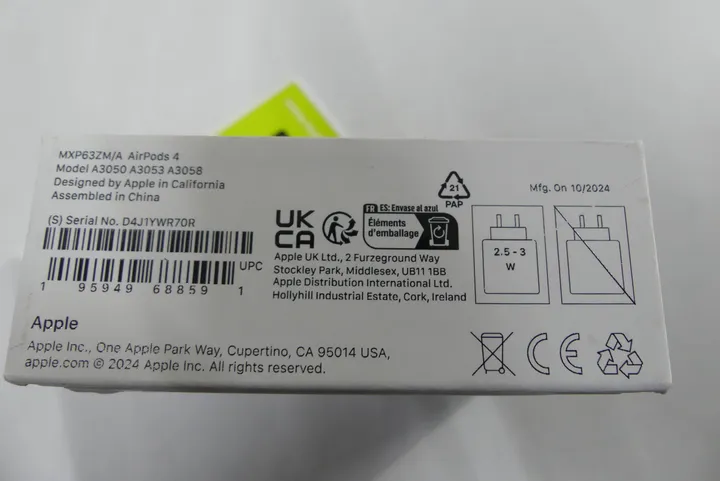 MXP63ZM/A AirPods 4
Model A3050 A3053 A3058
Designed by Apple in California
Assembled in China
(S) Serial No. D4J1YWR70R
UPC
1 95949 68859 1
UK
CA
FR ES: Envase al azul
Éléments
d'emballage
21
PAP
Mfg. On 10/2024
2.5 - 3
W
Apple UK Ltd., 2 Furzeground Way
Stockley Park, Middlesex, UB11 1BB
Apple Distribution International Ltd.
Hollyhill Industrial Estate, Cork, Ireland
Apple
Apple Inc., One Apple Park Way, Cupertino, CA 95014 USA,
apple.com © 2024 Apple Inc. All rights reserved.
CE